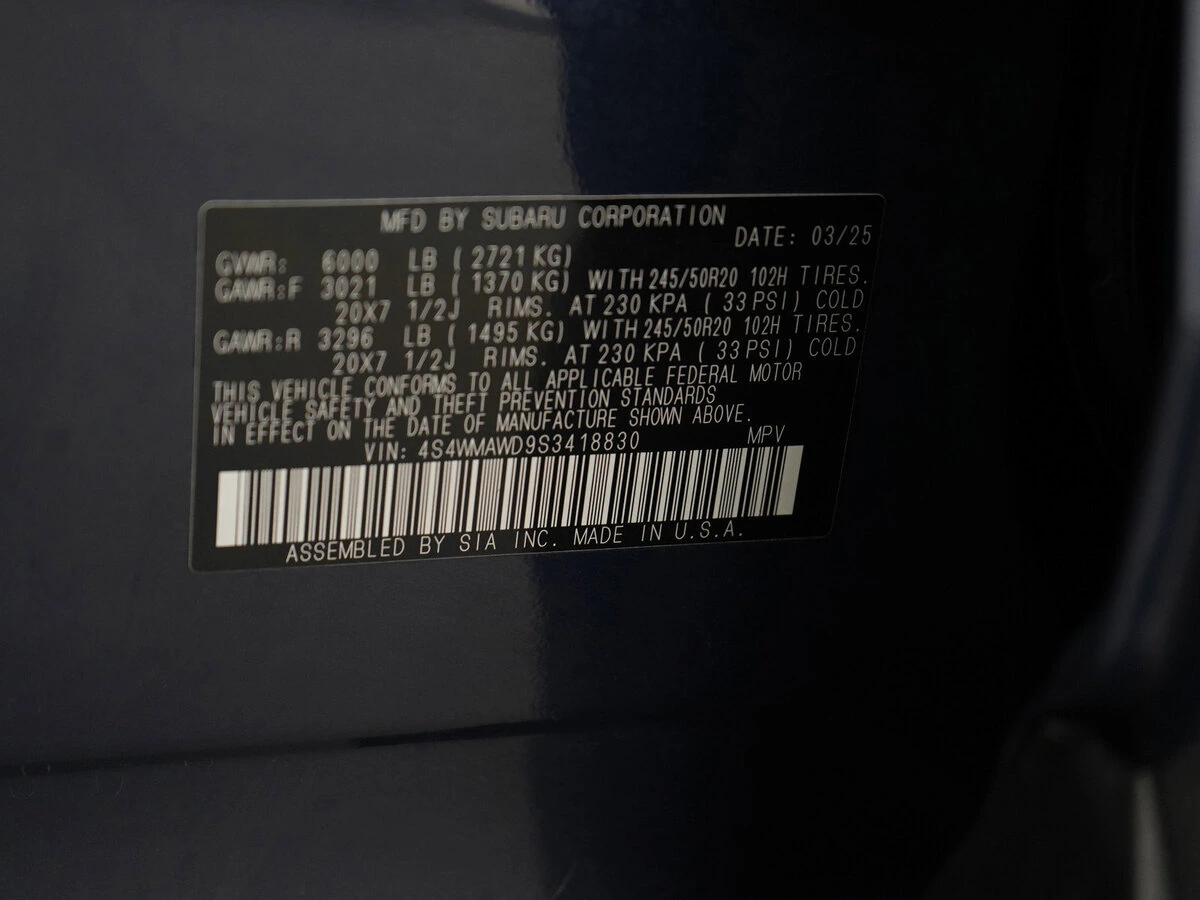 MFD BY SUBARU CORPORATION
DATE: 03/25
GVWR: 6000 LB ( 2721 KG)
GAWR:F 3021 LB ( 1370 KG) WITH 245/50R20 102H TIRES.
20X7 1/2J RIMS. AT 230 KPA ( 33 PSI) COLD
GAWR:R 3296 LB ( 1495 KG) WITH 245/50R20 102H TIRES.
20X7 1/2J RIMS. AT 230 KPA ( 33 PSI) COLD
THIS VEHICLE CONFORMS TO ALL APPLICABLE FEDERAL MOTOR
VEHICLE SAFETY AND THEFT PREVENTION STANDARDS
IN EFFECT ON THE DATE OF MANUFACTURE SHOWN ABOVE.
VIN: 4S4WMAWD9S3418830 MPV
ASSEMBLED BY SIA INC. MADE IN U.S.A.